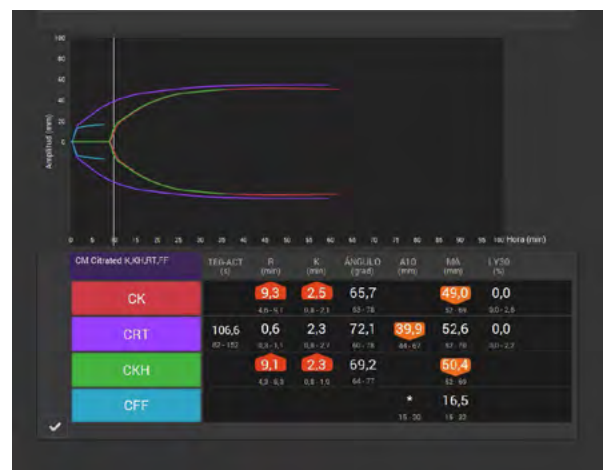 100
80
60
40
20
0
Amplitud (mm)
0 5 10 15 20 25 30 35 40 45 50 55 60 65 70 75 80 85 90 95 100 Hora (min)
CM Citrated K,KH,RT,FF TEG-ACT (s) R (min) K (min) ÁNGULO (grad) A10 (mm) MA (mm) LY30 (%)
CK 9,3 2,5 65,7 49,0 0,0
4,6 - 9,1 0,8 - 2,1 63 - 78 52 - 69 0,0 - 2,6
CRT 106,6 0,6 2,3 72,1 39,9 52,6 0,0
82 - 152 0,3 - 1,1 0,8 - 2,7 60 - 78 44 - 67 52 - 70 0,0 - 2,2
CKH 9,1 2,3 69,2 50,4
4,3 - 8,3 0,8 - 1,9 64 - 77 52 - 69
CFF * 16,5
15 - 30 15 - 32